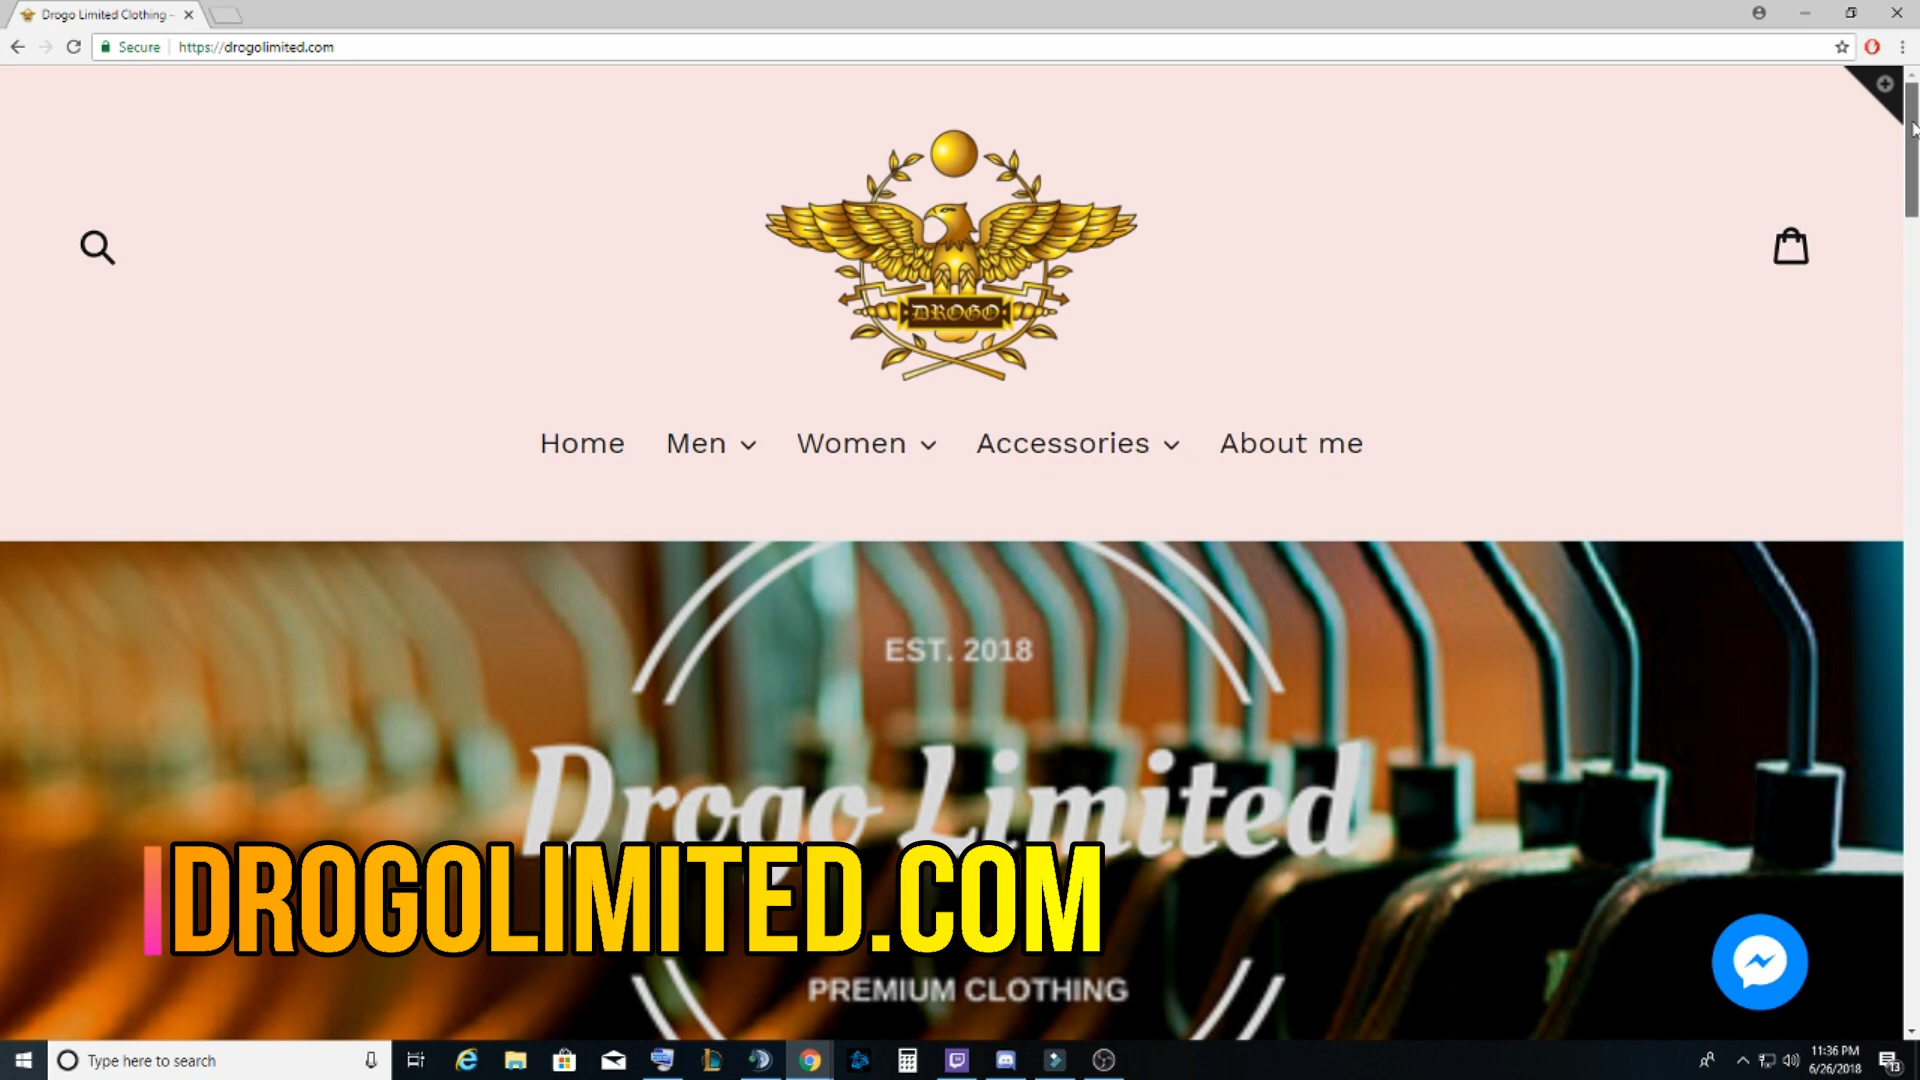 Drogo Limited Clothing –
Secure
https://drogolimited.com
DROGO
Home
Men
Women
Accessories
About me
EST. 2018
Drogo Limited
DROGOLIMITED.COM
PREMIUM CLOTHING
Type here to search
11:36 PM
6/26/2018
13